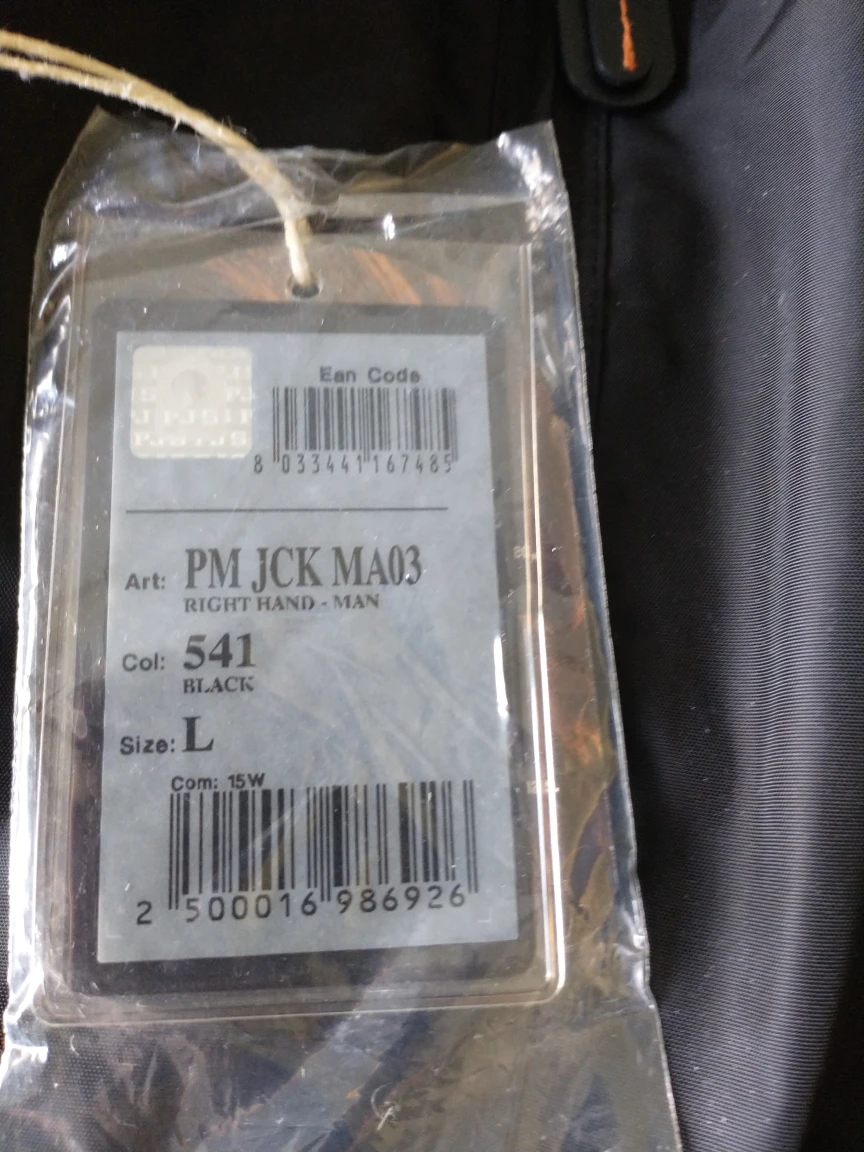 Ean Code
8 033441 167485
Art: PM JCK MA03
RIGHT HAND - MAN
Col: 541
BLACK
Size: L
Com: 15W
2 500016 986926